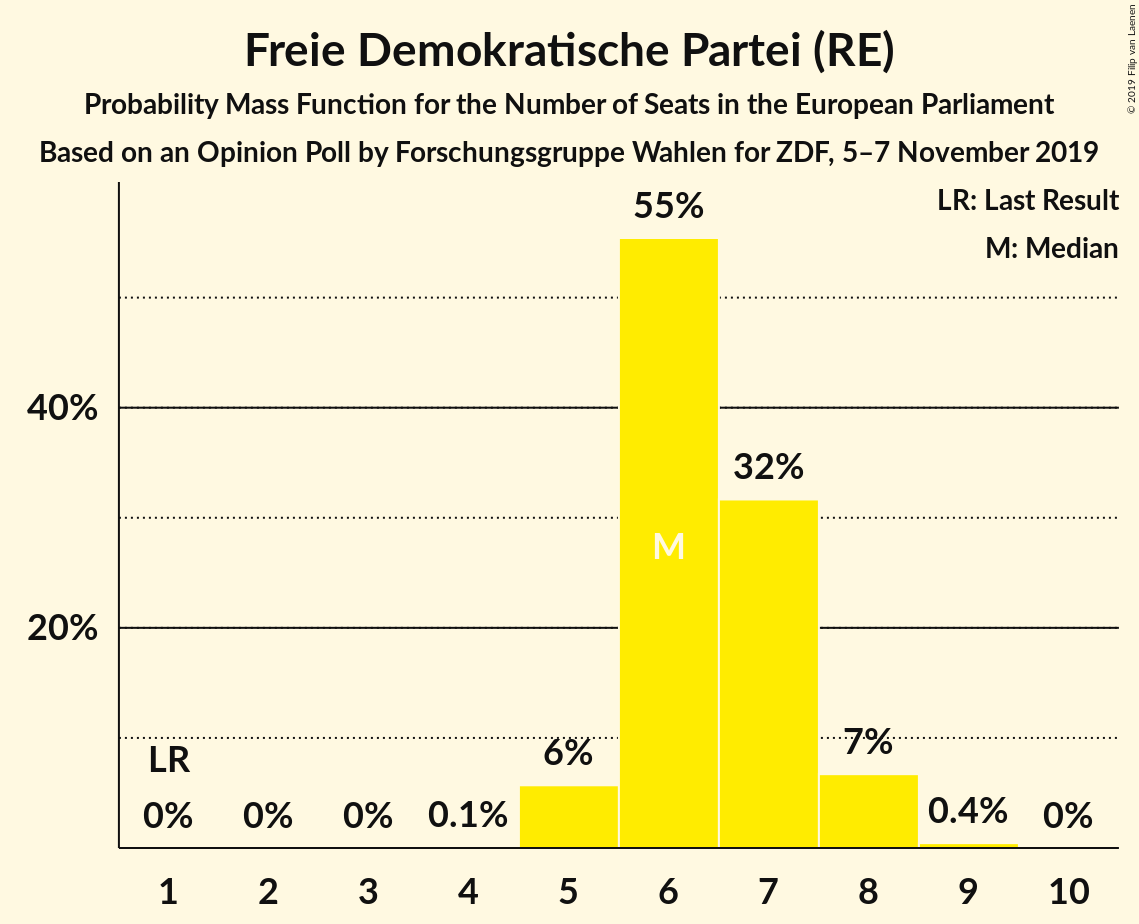 © 2019 Filip van Laenen
Freie Demokratische Partei (RE)
Probability Mass Function for the Number of Seats in the European Parliament
Based on an Opinion Poll by Forschungsgruppe Wahlen for ZDF, 5–7 November 2019
LR: Last Result
M: Median
55%
40%
32%
M
20%
LR
6%
7%
0%
0%
0%
0.1%
0.4%
0%
1 2 3 4 5 6 7 8 9 10